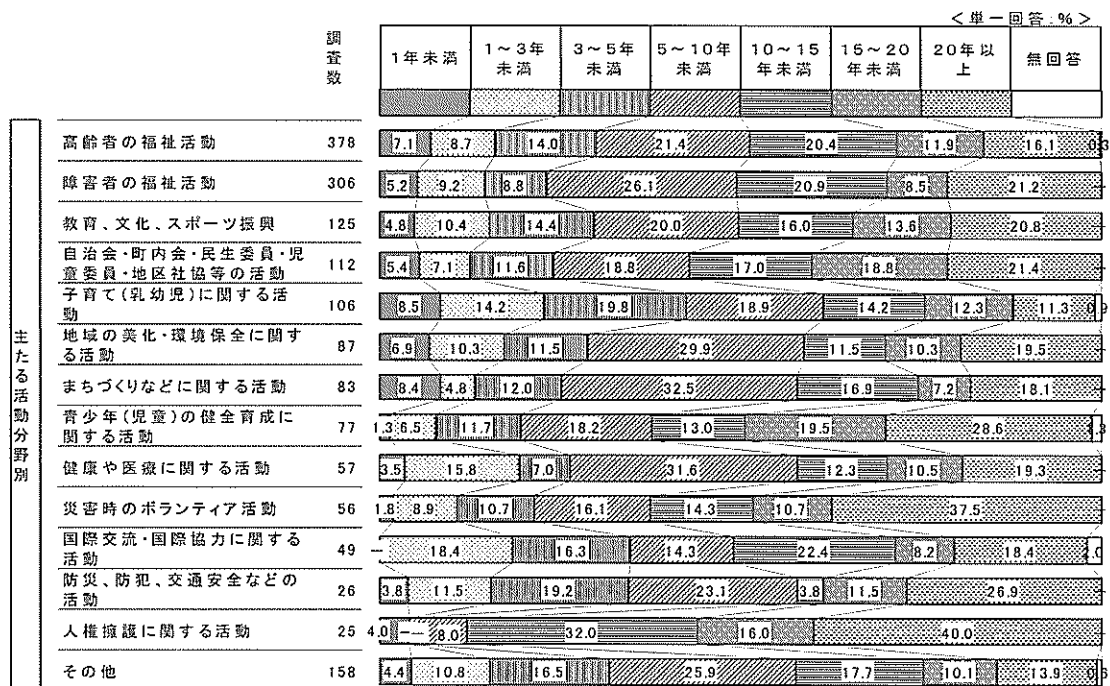 ＜単一回答:％＞
調査数
1年未満
1～3年未満
3～5年未満
5～10年未満
10～15年未満
15～20年未満
20年以上
無回答
主たる活動分野別
高齢者の福祉活動 378 7.1 8.7 14.0 21.4 20.4 11.9 16.1 0.3
障害者の福祉活動 306 5.2 9.2 8.8 26.1 20.9 8.5 21.2 -
教育、文化、スポーツ振興 125 4.8 10.4 14.4 20.0 16.0 13.6 20.8 -
自治会・町内会・民生委員・児
童委員・地区社協等の活動 112 5.4 7.1 11.6 18.8 17.0 18.8 21.4 -
子育て(乳幼児)に関する活
動 106 8.5 14.2 19.8 18.9 14.2 12.3 11.3 0.9
地域の美化・環境保全に関す
る活動 87 6.9 10.3 11.5 29.9 11.5 10.3 19.5 -
まちづくりなどに関する活動 83 8.4 4.8 12.0 32.5 16.9 7.2 18.1 -
青少年(児童)の健全育成に
関する活動 77 1.3 6.5 11.7 18.2 13.0 19.5 28.6 1.3
健康や医療に関する活動 57 3.5 15.8 7.0 31.6 12.3 10.5 19.3 -
災害時のボランティア活動 56 1.8 8.9 10.7 16.1 14.3 10.7 37.5 -
国際交流・国際協力に関する
活動 49 - 18.4 16.3 14.3 22.4 8.2 18.4 2.0
防災、防犯、交通安全などの
活動 26 3.8 11.5 19.2 23.1 3.8 11.5 26.9 -
人権擁護に関する活動 25 4.0 - - 8.0 32.0 16.0 40.0 -
その他 158 4.4 10.8 16.5 25.9 17.7 10.1 13.9